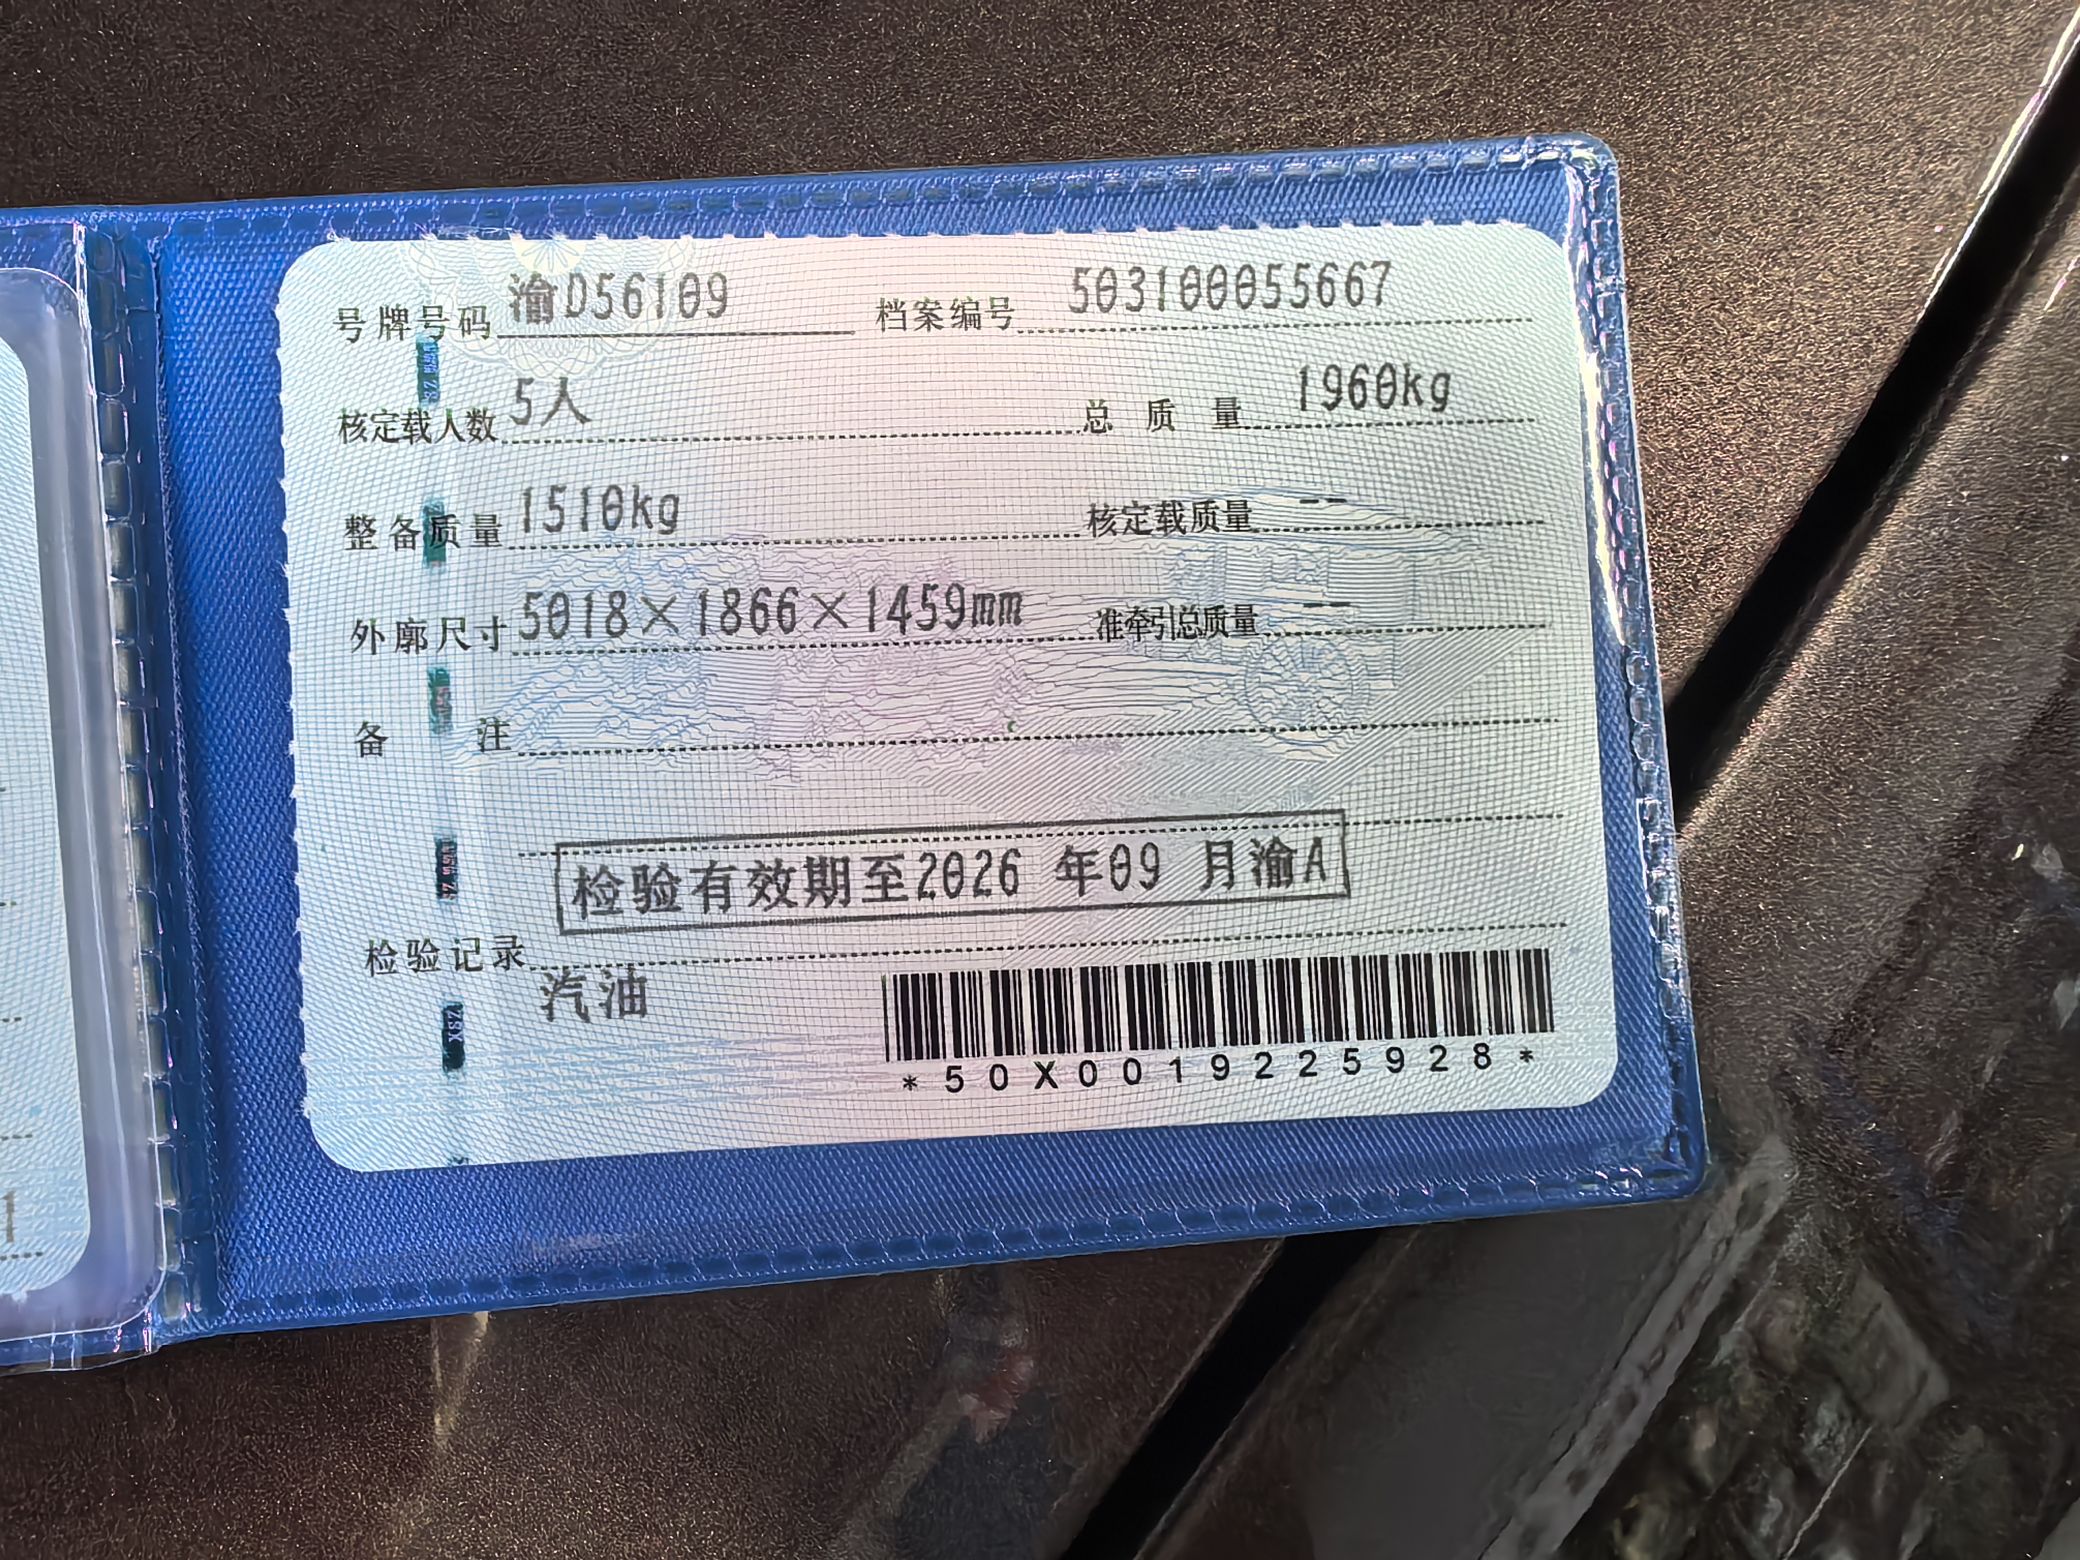 号牌号码 渝D56109 档案编号 503100055667
核定载人数 5人 总质量 1960kg
整备质量 1510kg 核定载质量 --
外廓尺寸 5018×1866×1459mm 准牵引总质量 --
备注
检验有效期至2026 年09 月渝A
检验记录
汽油
*50X0019225928*
1